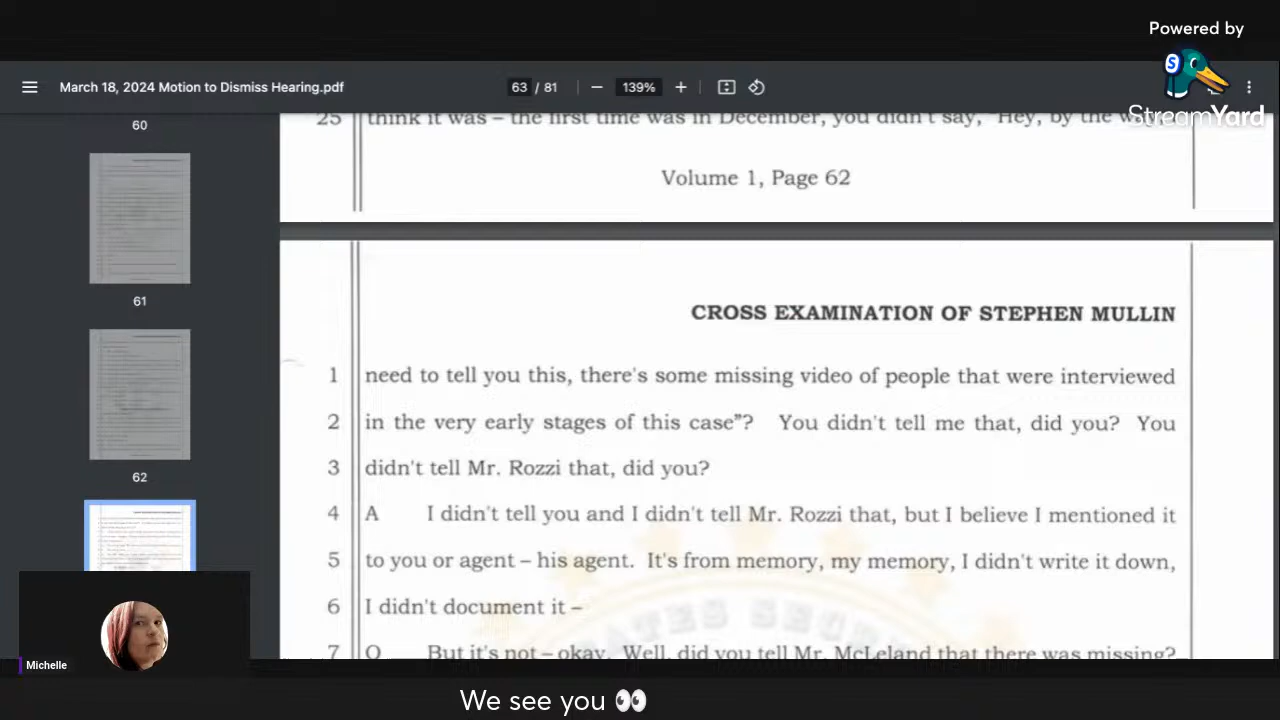 Powered by
StreamYard
March 18, 2024 Motion to Dismiss Hearing.pdf
63 / 81
139%
60
61
62
25 think it was – the first time was in December, you didn't say, "Hey, by the way
Volume 1, Page 62
CROSS EXAMINATION OF STEPHEN MULLIN
1 need to tell you this, there's some missing video of people that were interviewed
2 in the very early stages of this case"? You didn't tell me that, did you? You
3 didn't tell Mr. Rozzi that, did you?
4 A I didn't tell you and I didn't tell Mr. Rozzi that, but I believe I mentioned it
5 to you or agent – his agent. It's from memory, my memory, I didn't write it down,
6 I didn't document it –
7 Q But it's not – okay. Well, did you tell Mr. McLeland that there was missing?
Michelle
We see you 👀